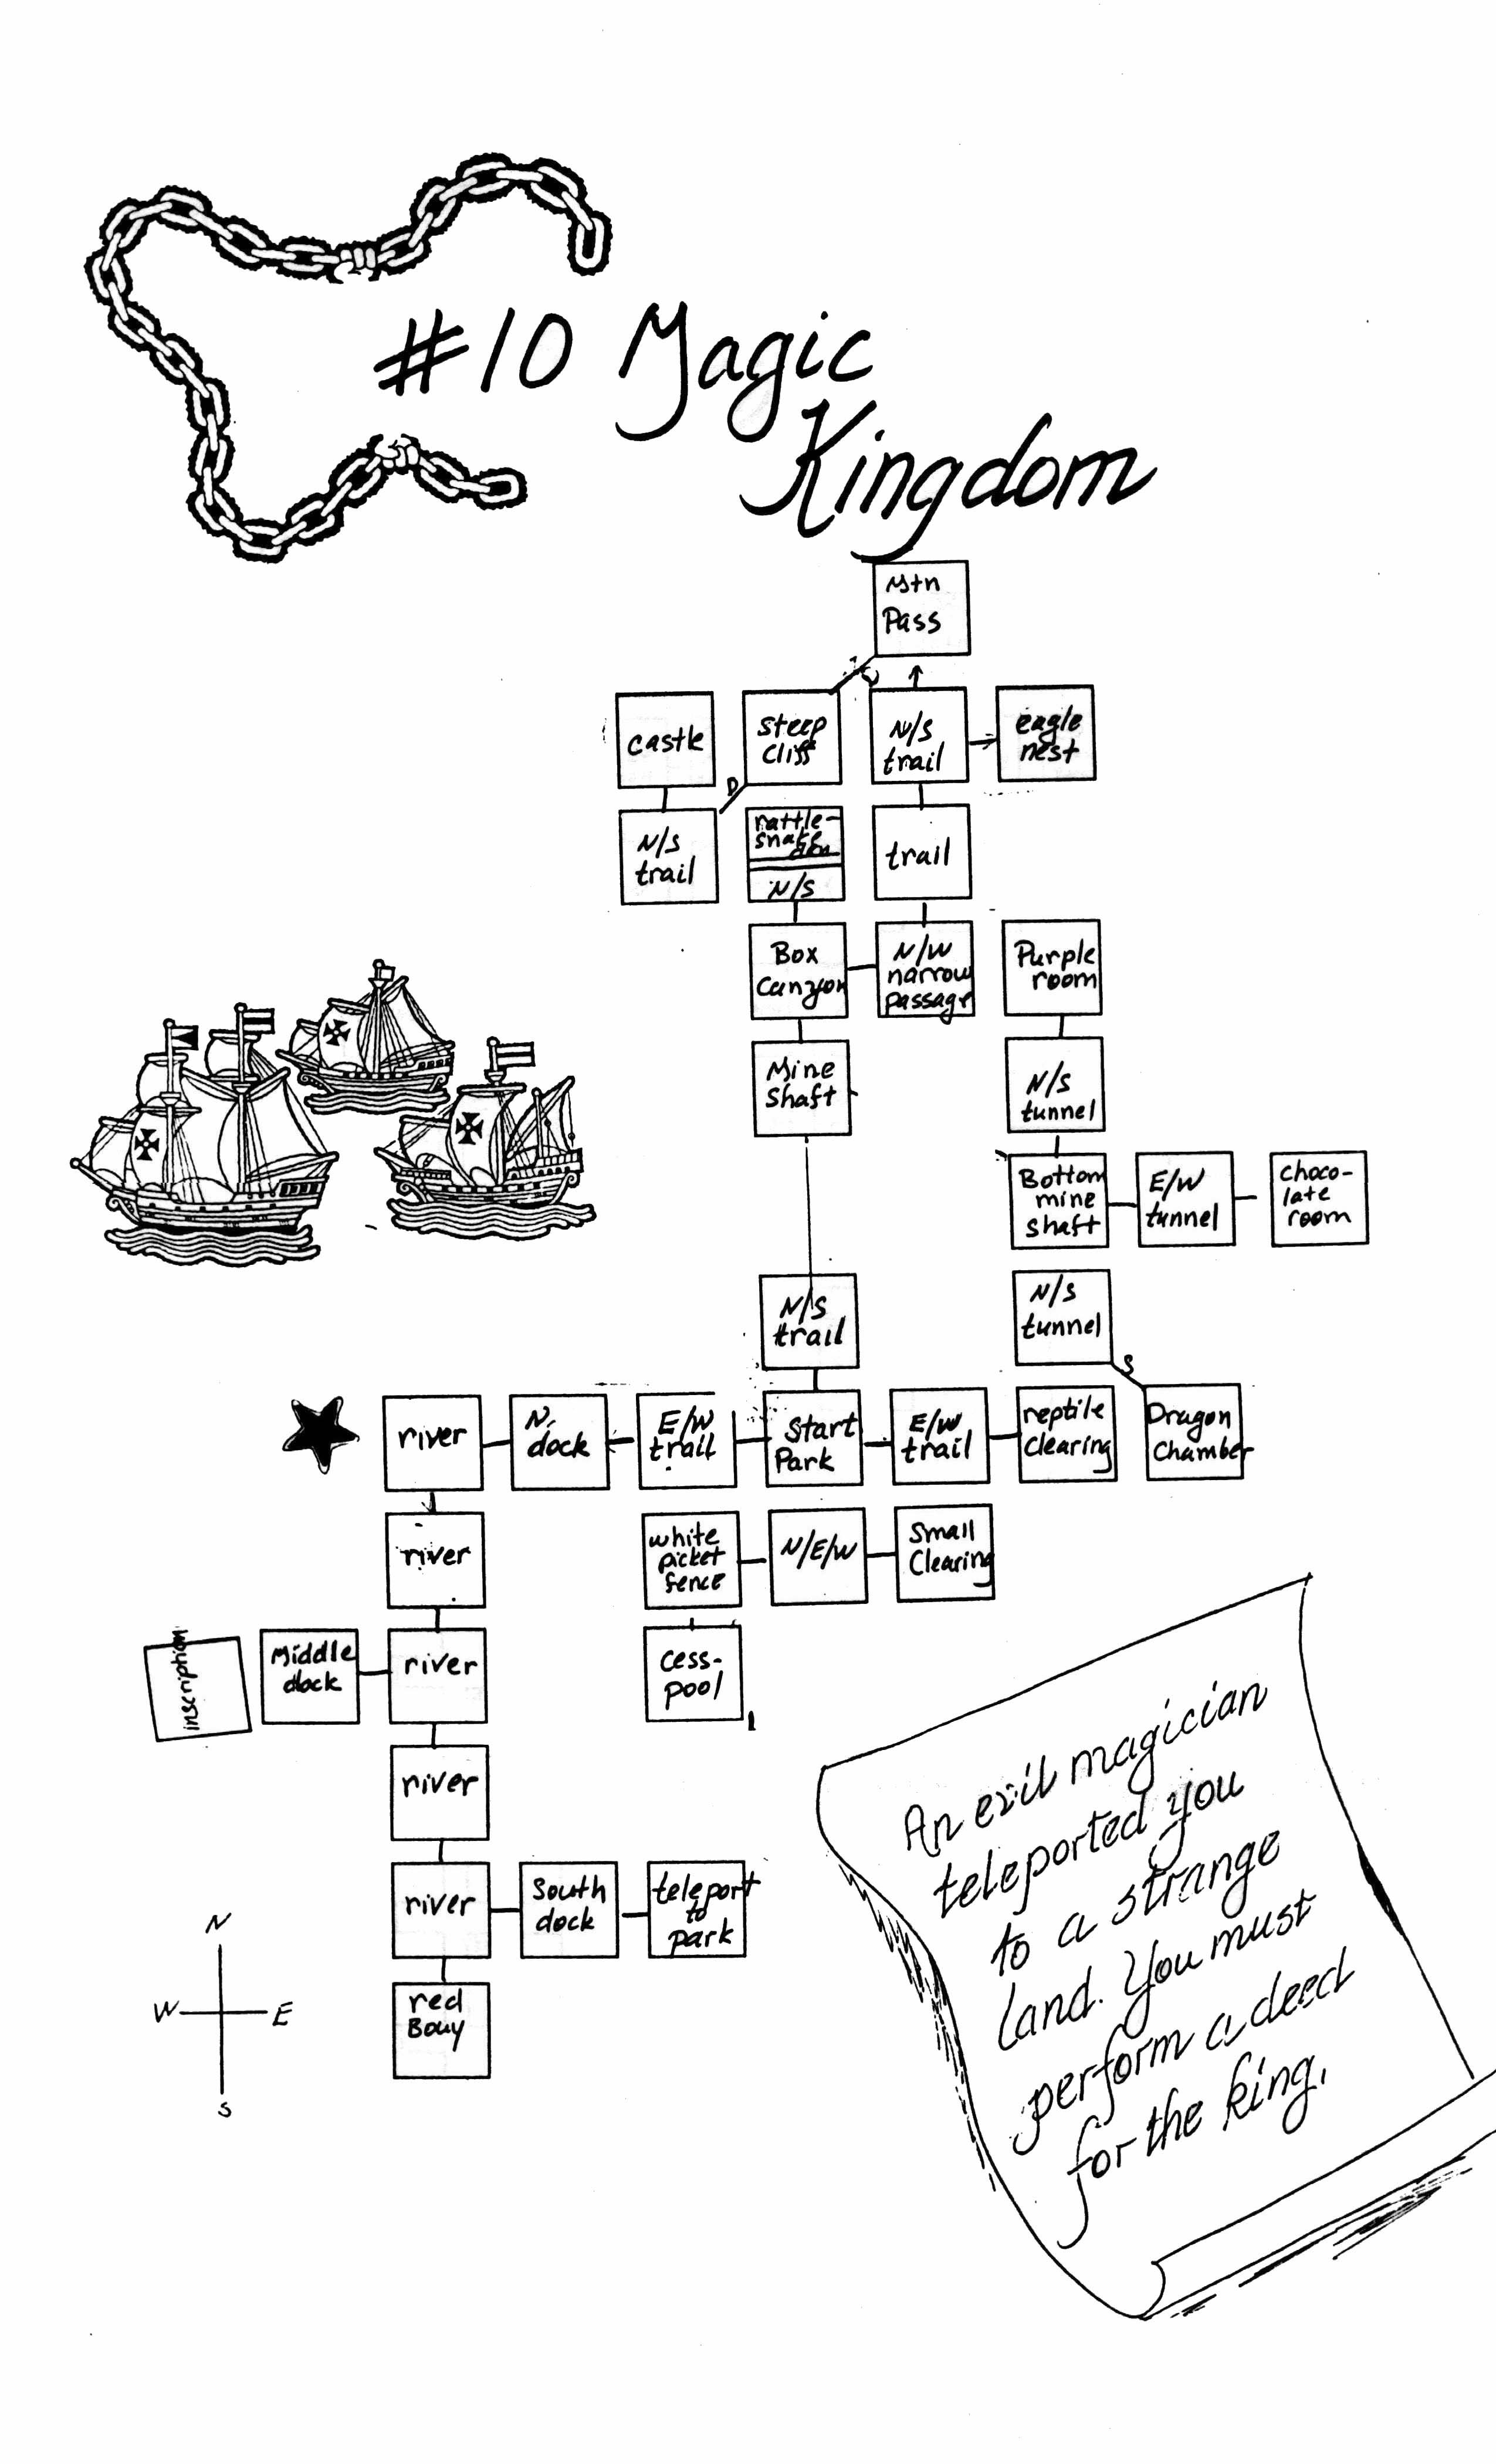 #10 Magic
Kingdom
Mtn
Pass
castle
steep
cliff
N/S
trail
eagle
nest
D
N/S
trail
rattle-
snake
den
N/S
trail
Box
Canyon
N/W
narrow
passage
Purple
room
Mine
Shaft
N/S
tunnel
Bottom
mine
shaft
E/W
tunnel
choco-
late
room
N/S
trail
N/S
tunnel
S
river
N.
dock
E/W
trail
Start
Park
E/W
trail
reptile
clearing
Dragon
Chamber
river
white
picket
fence
N/E/W
Small
Clearing
inscription
Middle
dock
river
cess-
pool
river
river
South
dock
teleport
to
park
red
Bouy
N
W
E
S
An evil magician
teleported you
to a strange
land. You must
perform a deed
for the king.